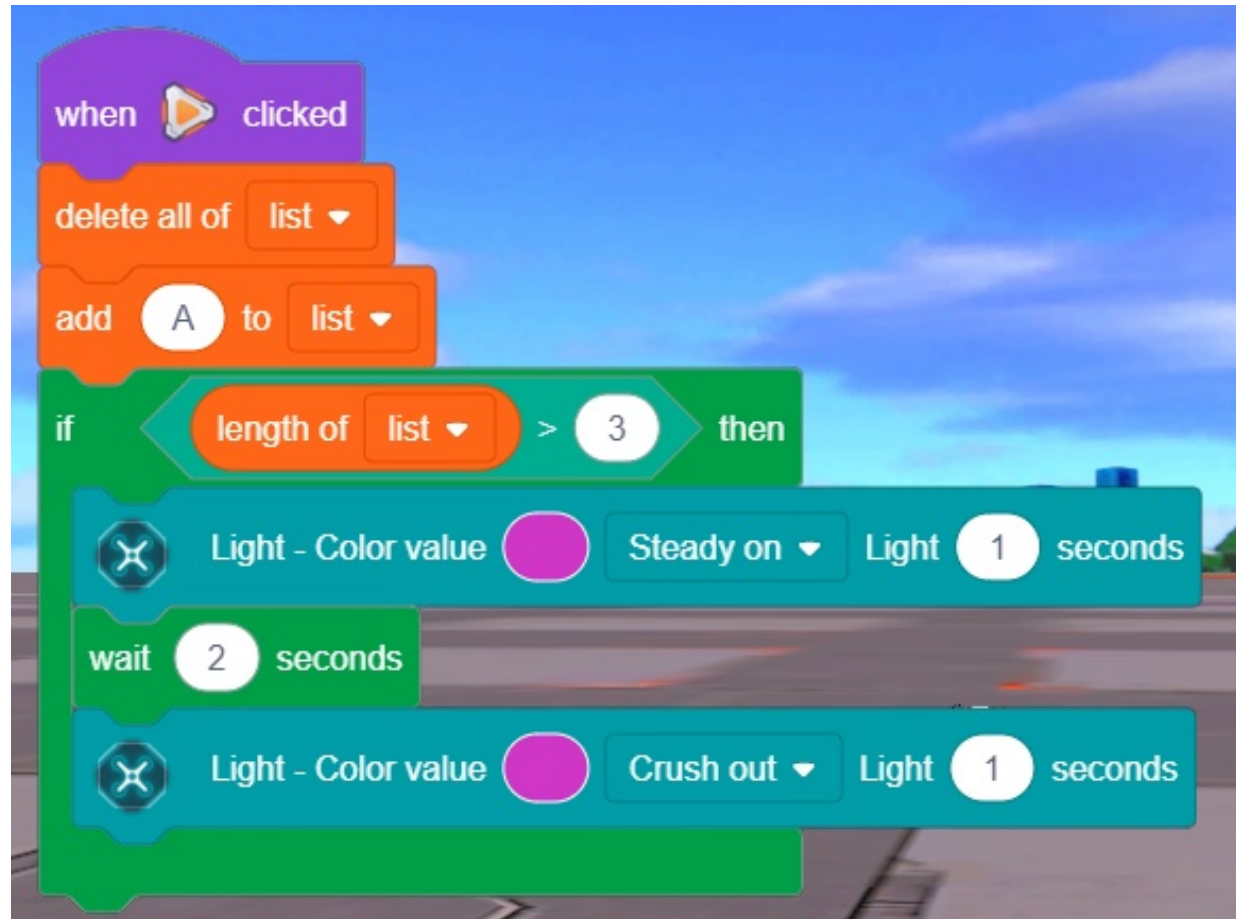 when clicked
delete all of list
add A to list
if length of list > 3 then
Light - Color value Steady on Light 1 seconds
wait 2 seconds
Light - Color value Crush out Light 1 seconds